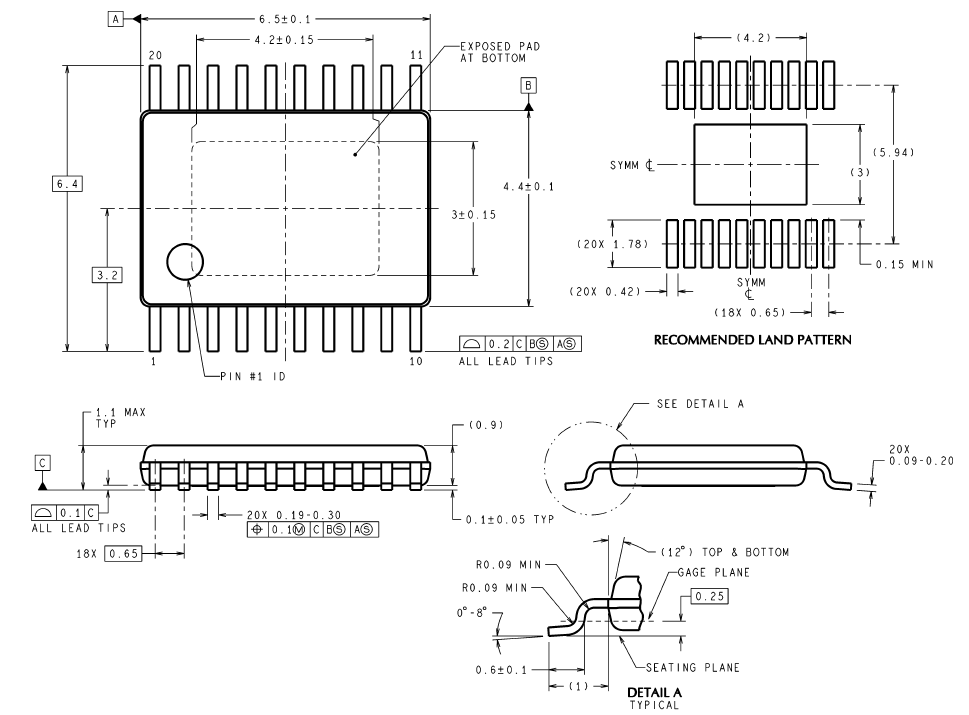 A
6.5±0.1
4.2±0.15
EXPOSED PAD
AT BOTTOM
20
11
B
6.4
3.2
4.4±0.1
3±0.15
1
10
PIN #1 ID
0.2 C BⓈ AⓈ
ALL LEAD TIPS
(4.2)
SYMM ℄
(3)
(5.94)
(20X 1.78)
0.15 MIN
(20X 0.42)
SYMM
℄
(18X 0.65)
RECOMMENDED LAND PATTERN
1.1 MAX
TYP
C
(0.9)
0.1 C
ALL LEAD TIPS
20X 0.19-0.30
⌖ 0.1Ⓜ C BⓈ AⓈ
0.1±0.05 TYP
18X 0.65
SEE DETAIL A
20X
0.09-0.20
(12°) TOP & BOTTOM
R0.09 MIN
GAGE PLANE
R0.09 MIN
0.25
0°-8°
0.6±0.1
SEATING PLANE
(1)
DETAIL A
TYPICAL